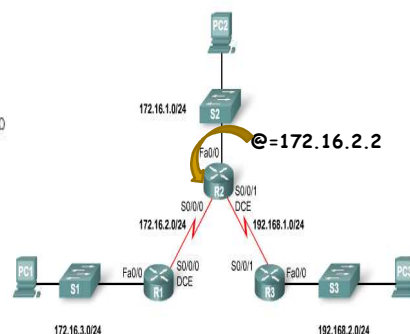 PC2
172.16.1.0/24
S2
@=172.16.2.2
Fa0/0
R2
S0/0/1
DCE
S0/0/0
172.16.2.0/24
192.168.1.0/24
PC1
S1
Fa0/0
S0/0/0
DCE
R1
S0/0/1
R3
Fa0/0
S3
172.16.3.0/24
192.168.2.0/24